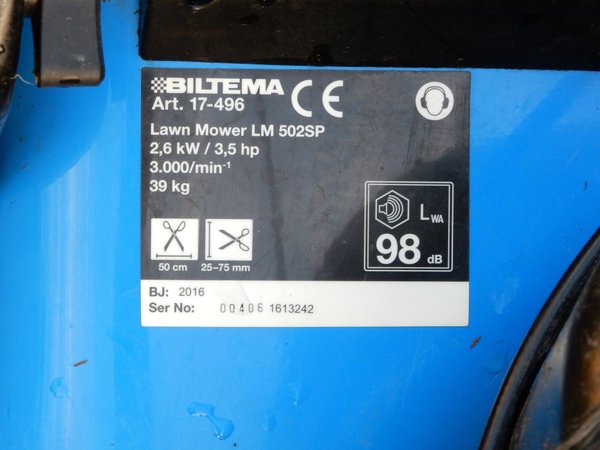 BILTEMA CE
Art. 17-496
Lawn Mower LM 502SP
2,6 kW / 3,5 hp
3.000/min⁻¹
39 kg
LWA
98 dB
50 cm 25–75 mm
BJ: 2016
Ser No: 00406 1613242